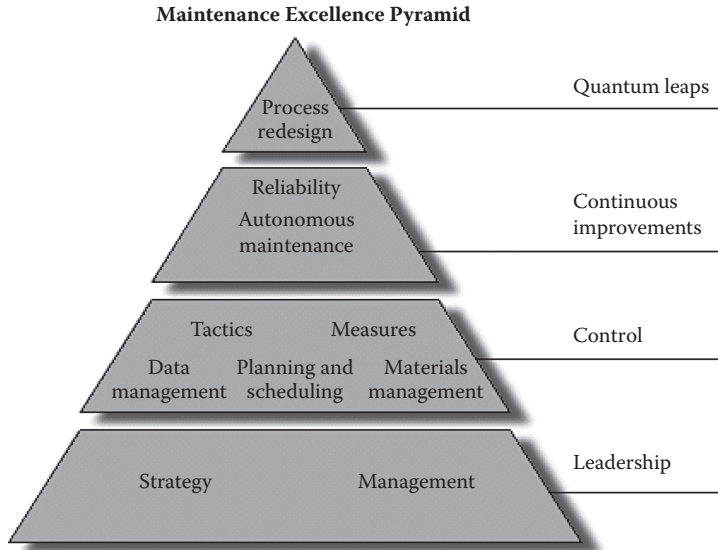 Maintenance Excellence Pyramid
Process
redesign
Quantum leaps
Reliability
Autonomous
maintenance
Continuous
improvements
Tactics
Measures
Data
management
Planning and
scheduling
Materials
management
Control
Strategy
Management
Leadership